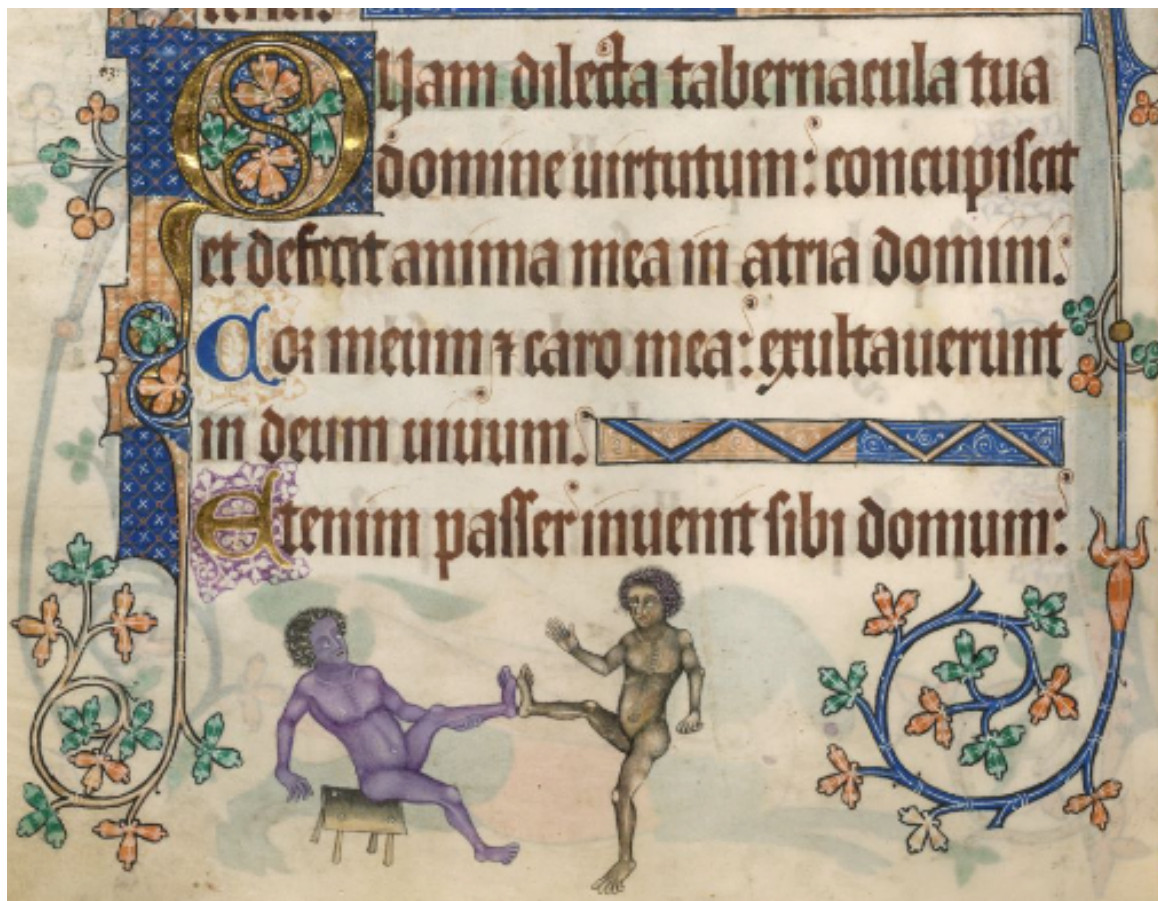 Quam dilecta tabernacula tua
domine uirtutum: concupiscit
et defecit anima mea in atria domini:
Cor meum ⁊ caro mea: exultauerunt
in deum uiuum.
Etenim passer inuenit sibi domum: